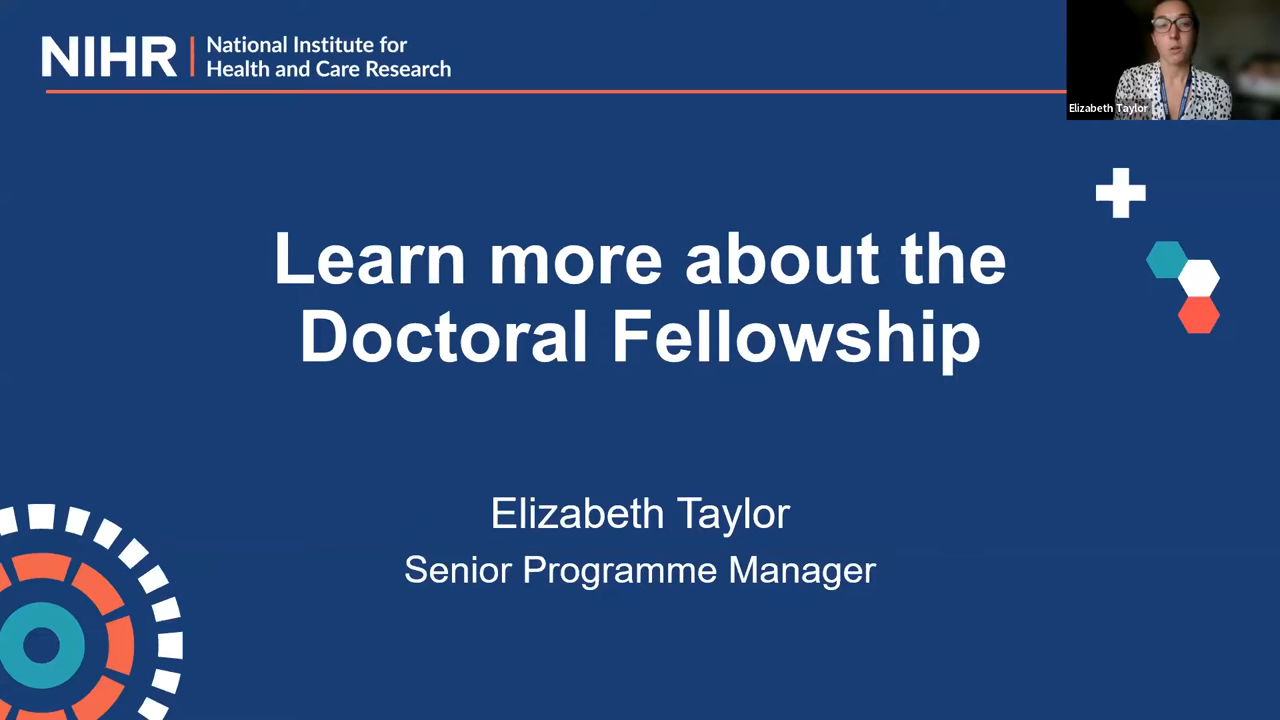 NIHR
National Institute for
Health and Care Research
Elizabeth Taylor
Learn more about the
Doctoral Fellowship
Elizabeth Taylor
Senior Programme Manager